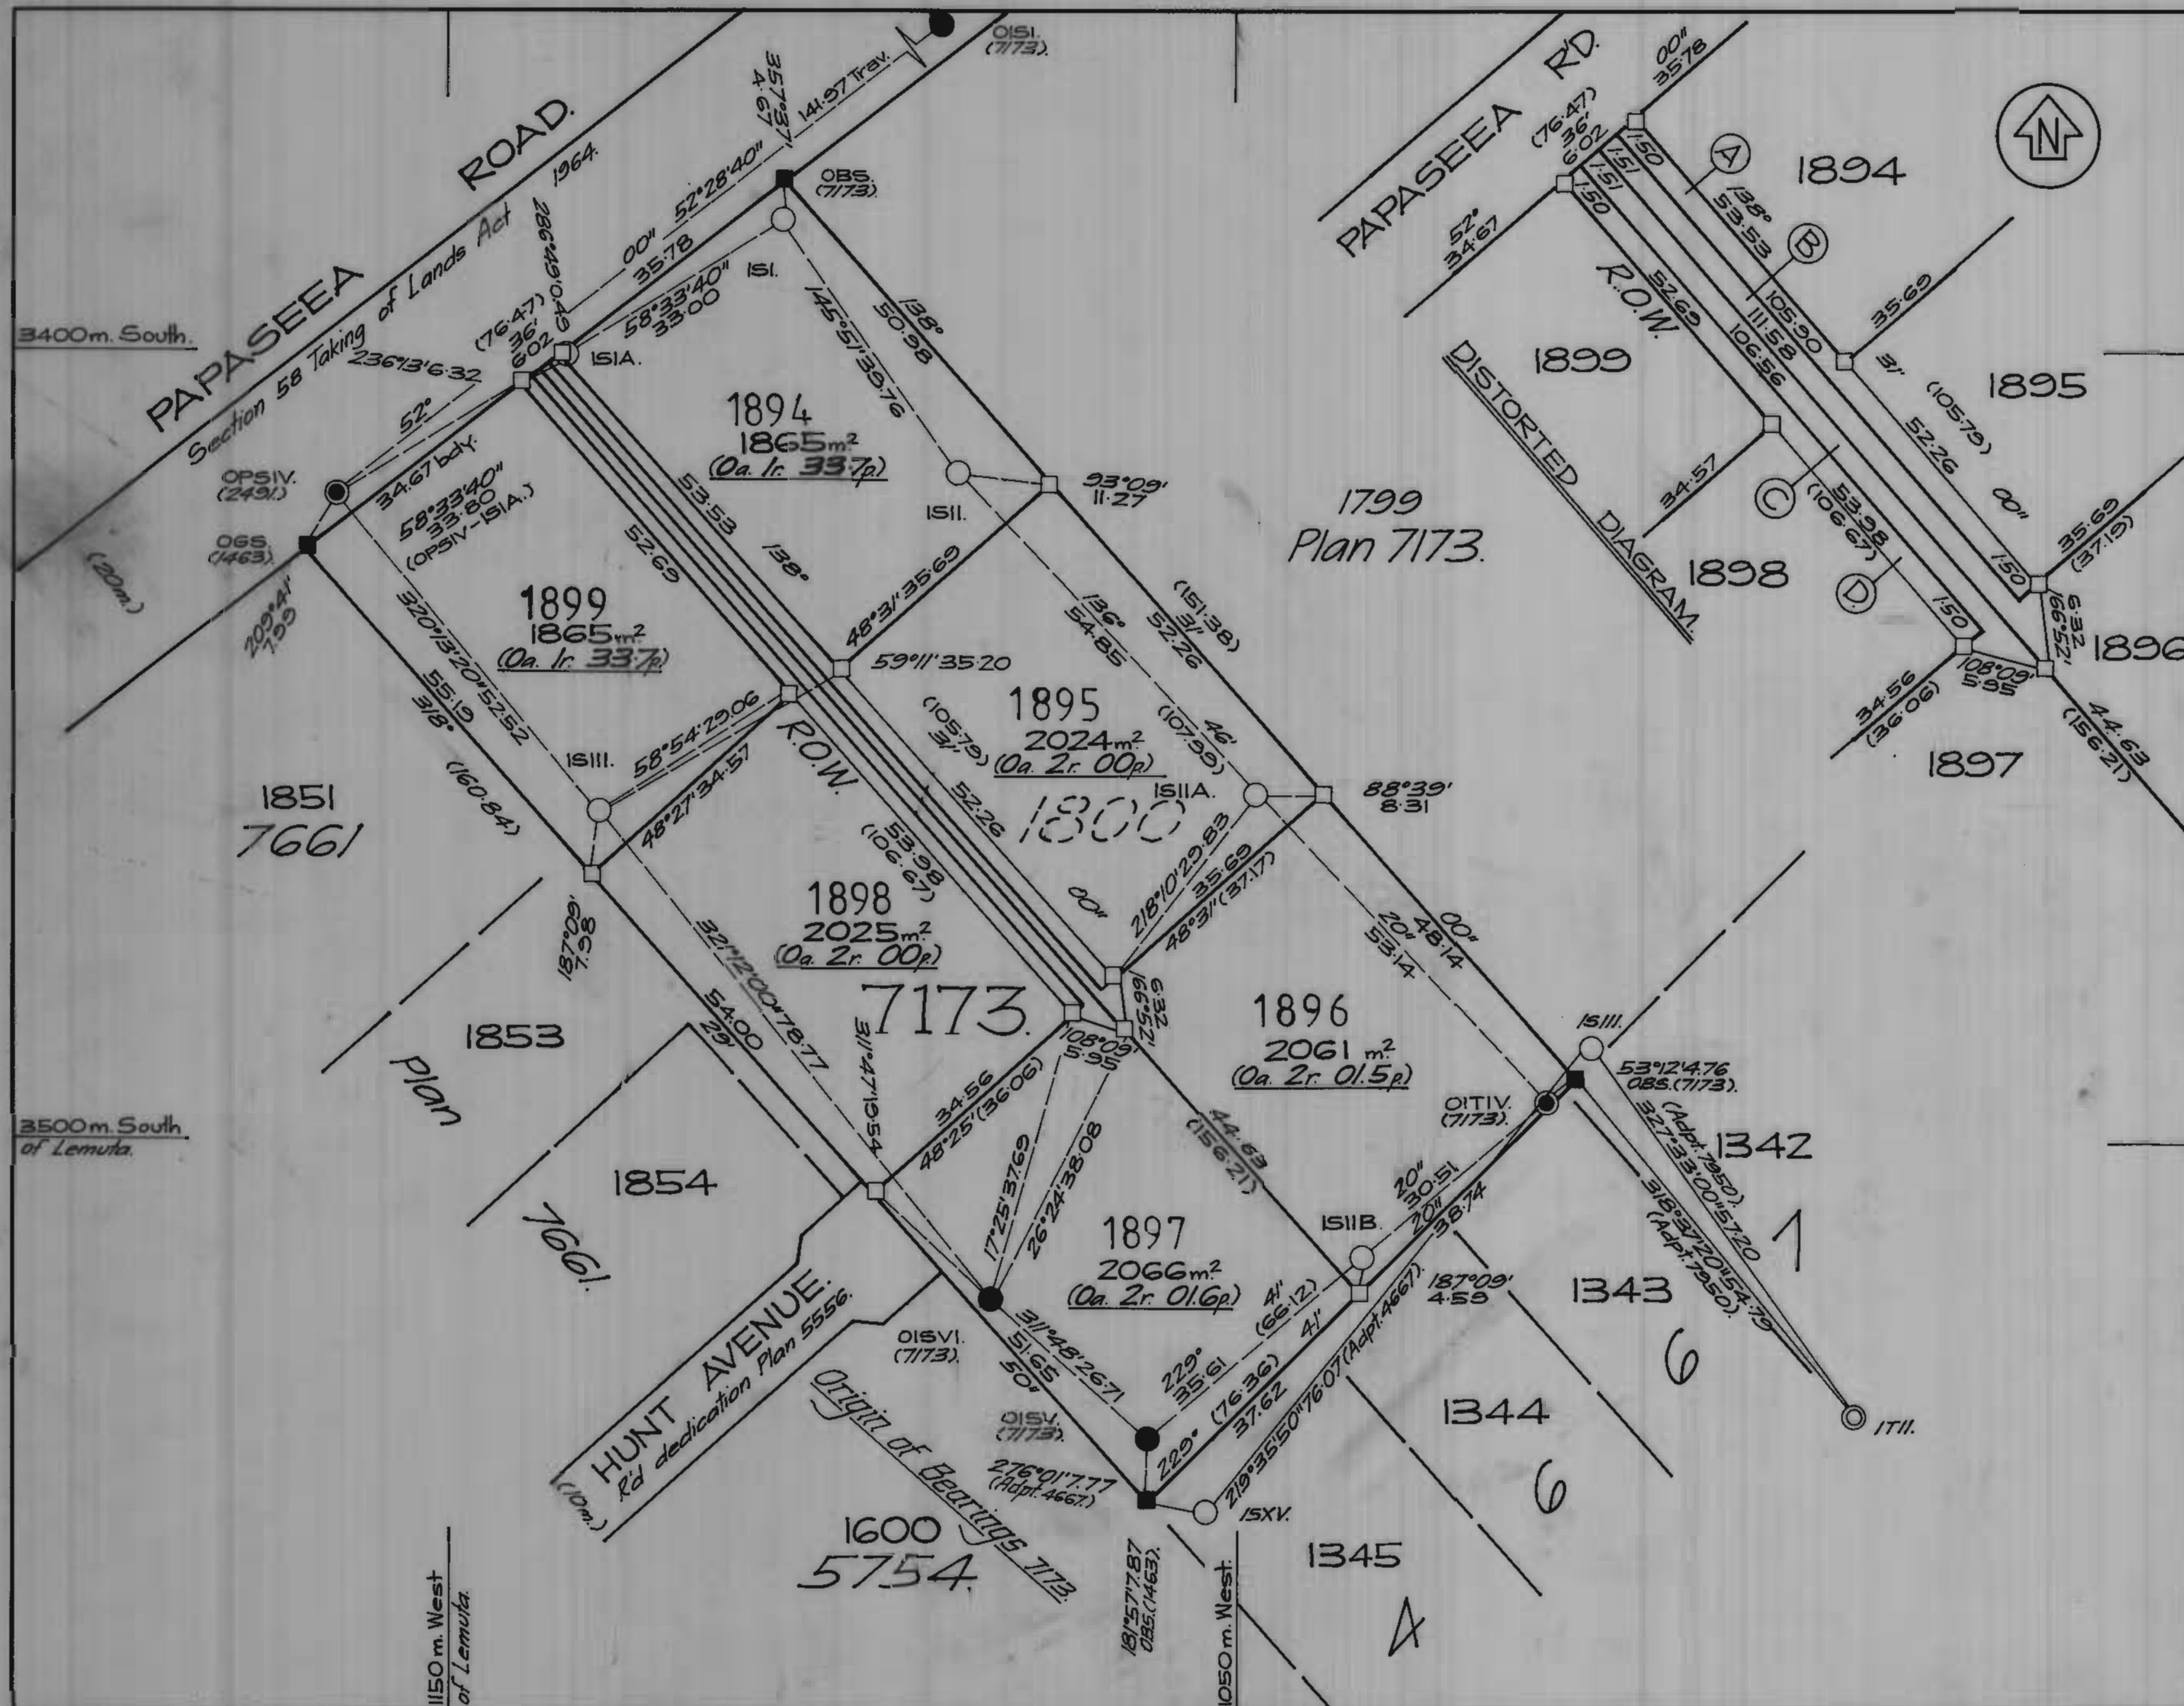 PAPASEEA ROAD.
Section 58 Taking of Lands Act 1964.
3400m. South.
(20m.)
OISI.
(7173).
141.97 Trav.
357°37'
4.67
OBS.
(7173).
52°28'40"
00"
35.78
286°49'0.49
58°33'40"
33.00
ISI.
(76.47)
36'
6.02
ISIA.
236°13'6.32
52°
34.67 bdy.
58°33'40"
33.80
(OPSIV-ISIA.)
OPSIV.
(2491.)
OGS.
(1463).
209°41'
7.99
138°
50.98
145°51'39.76
1894
1865m²
(0a. 1r. 33.7p.)
ISII.
93°09'
11.27
53.53
138°
52.69
48°31'35.69
59°11'35.20
1899
1865m²
(0a. 1r. 33.7p.)
320°13'20"52.52
55.19
318°
(160.84)
ISIII.
58°54'29.06
48°27'34.57
R.O.W.
1895
2024m²
(0a. 2r. 00p.)
1800
(105.79)
31'
52.26
136°
54.85
(151.38)
31'
52.26
46'
(107.99)
ISIIA.
88°39'
8.31
1799
Plan 7173.
1851
7661
187°09'
7.98
1898
2025m²
(0a. 2r. 00p.)
53.98
(106.67)
00"
218°10'29.83
35.69
48°31'(37.17)
7173.
321°12'00"78.77
54.00
29'
311°47'19.54
166°52'
6.32
108°09'
5.95
1896
2061 m²
(0a. 2r. 01.5p.)
20"
53.14
00"
48.14
ISIII.
53°12'4.76
OBS.(7173).
OITIV.
(7173).
1853
Plan
7661.
1854
3500m. South
of Lemuta.
34.56
48°25'(36.06)
17°25'37.69
26°24'38.08
44.63
(156.21)
1897
2066m²
(0a. 2r. 01.6p.)
ISIIB.
20"
30.51
20"
38.74
187°09'
4.59
(Adpt.7950).
327°33'00"57.20
318°37'20"54.79
(Adpt.7950).
1342
1
1343
6
1344
6
1345
4
ITII.
HUNT AVENUE.
R'd dedication Plan 5556.
(10m.)
OISVI.
(7173).
311°48'26.71
51.65
50"
41'
(66.12)
229°
35.61
41'
(76.36)
37.62
229°
219°35'50"76.07(Adpt.4667).
OISV.
(7173).
276°01'7.77
(Adpt.4667.)
ISXV.
Origin of Bearings 7173.
1600
5754.
181°57'7.87
OBS.(1463).
1150 m. West
of Lemuta.
1050 m. West.
PAPASEEA R'D.
00"
35.78
(76.47)
36'
6.02
1.50
1.51
1.51
1.50
52°
34.67
A
138°
53.53
1894
N
B
R.O.W.
52.69
105.90
111.58
106.56
35.69
31'
(105.79)
52.26
1895
1899
DISTORTED DIAGRAM.
34.57
C
53.98
(106.67)
00"
1898
D.
1.50
1.50
35.69
(37.19)
6.32
166°52'
1896
108°09'
5.95
34.56
(36.06)
1897
44.63
(156.21)